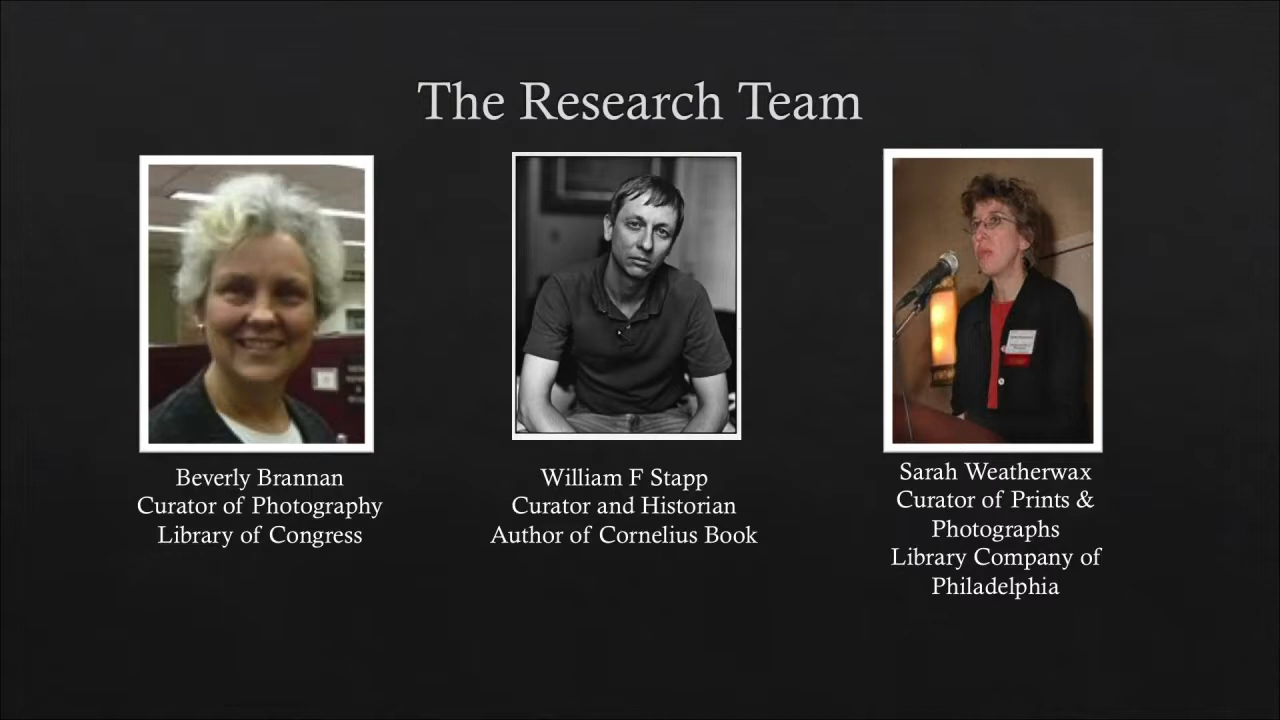 The Research Team
Beverly Brannan
Curator of Photography
Library of Congress
William F Stapp
Curator and Historian
Author of Cornelius Book
Sarah Weatherwax
Curator of Prints &
Photographs
Library Company of
Philadelphia